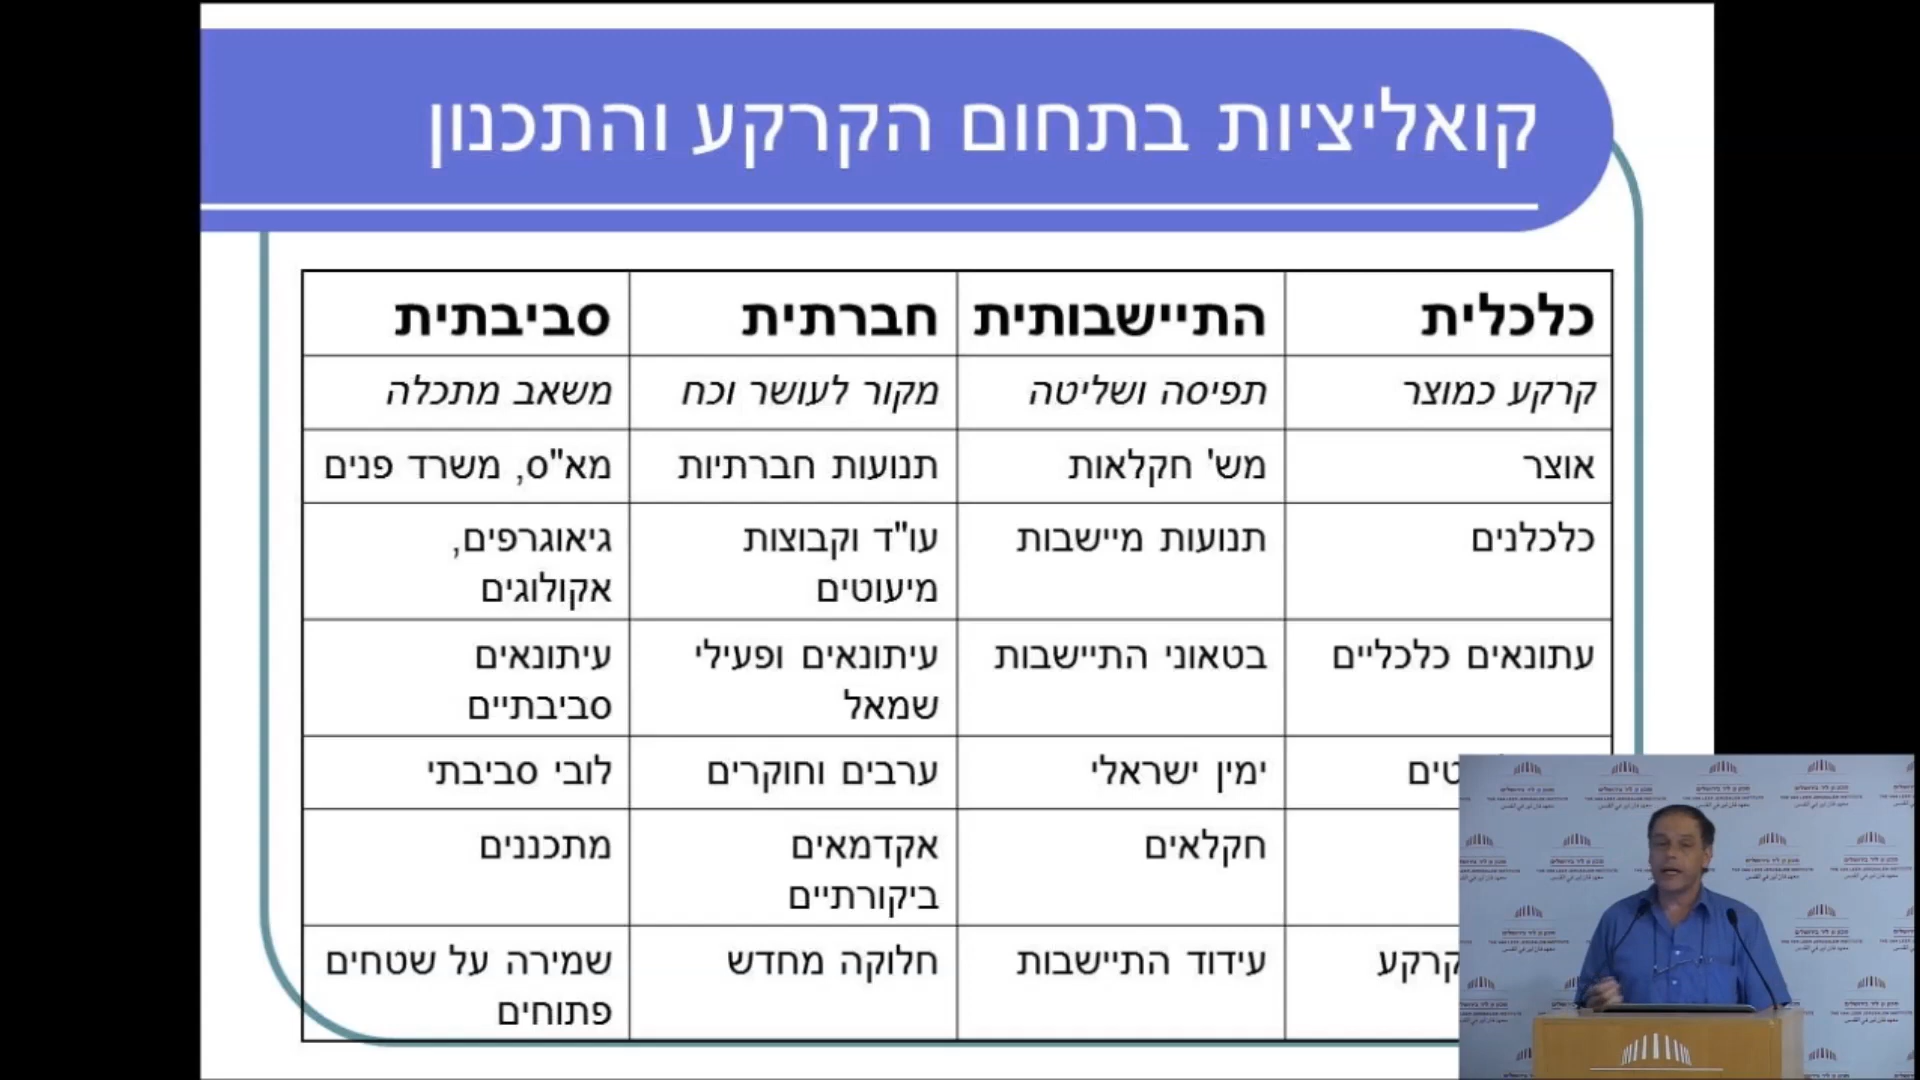 קואליציות בתחום הקרקע והתכנון
כלכלית התיישבותית חברתית סביבתית
קרקע כמוצר תפיסה ושליטה מקור לעושר וכח משאב מתכלה
אוצר מש' חקלאות תנועות חברתיות מא"ס, משרד פנים
כלכלנים תנועות מיישבות עו"ד וקבוצות גיאוגרפים,
מיעוטים אקולוגים
עתונאים כלכליים בטאוני התיישבות עיתונאים ופעילי עיתונאים
שמאל סביבתיים
ימין ישראלי ערבים וחוקרים לובי סביבתי
חקלאים אקדמאים מתכננים
ביקורתיים
עידוד התיישבות חלוקה מחדש שמירה על שטחים
פתוחים